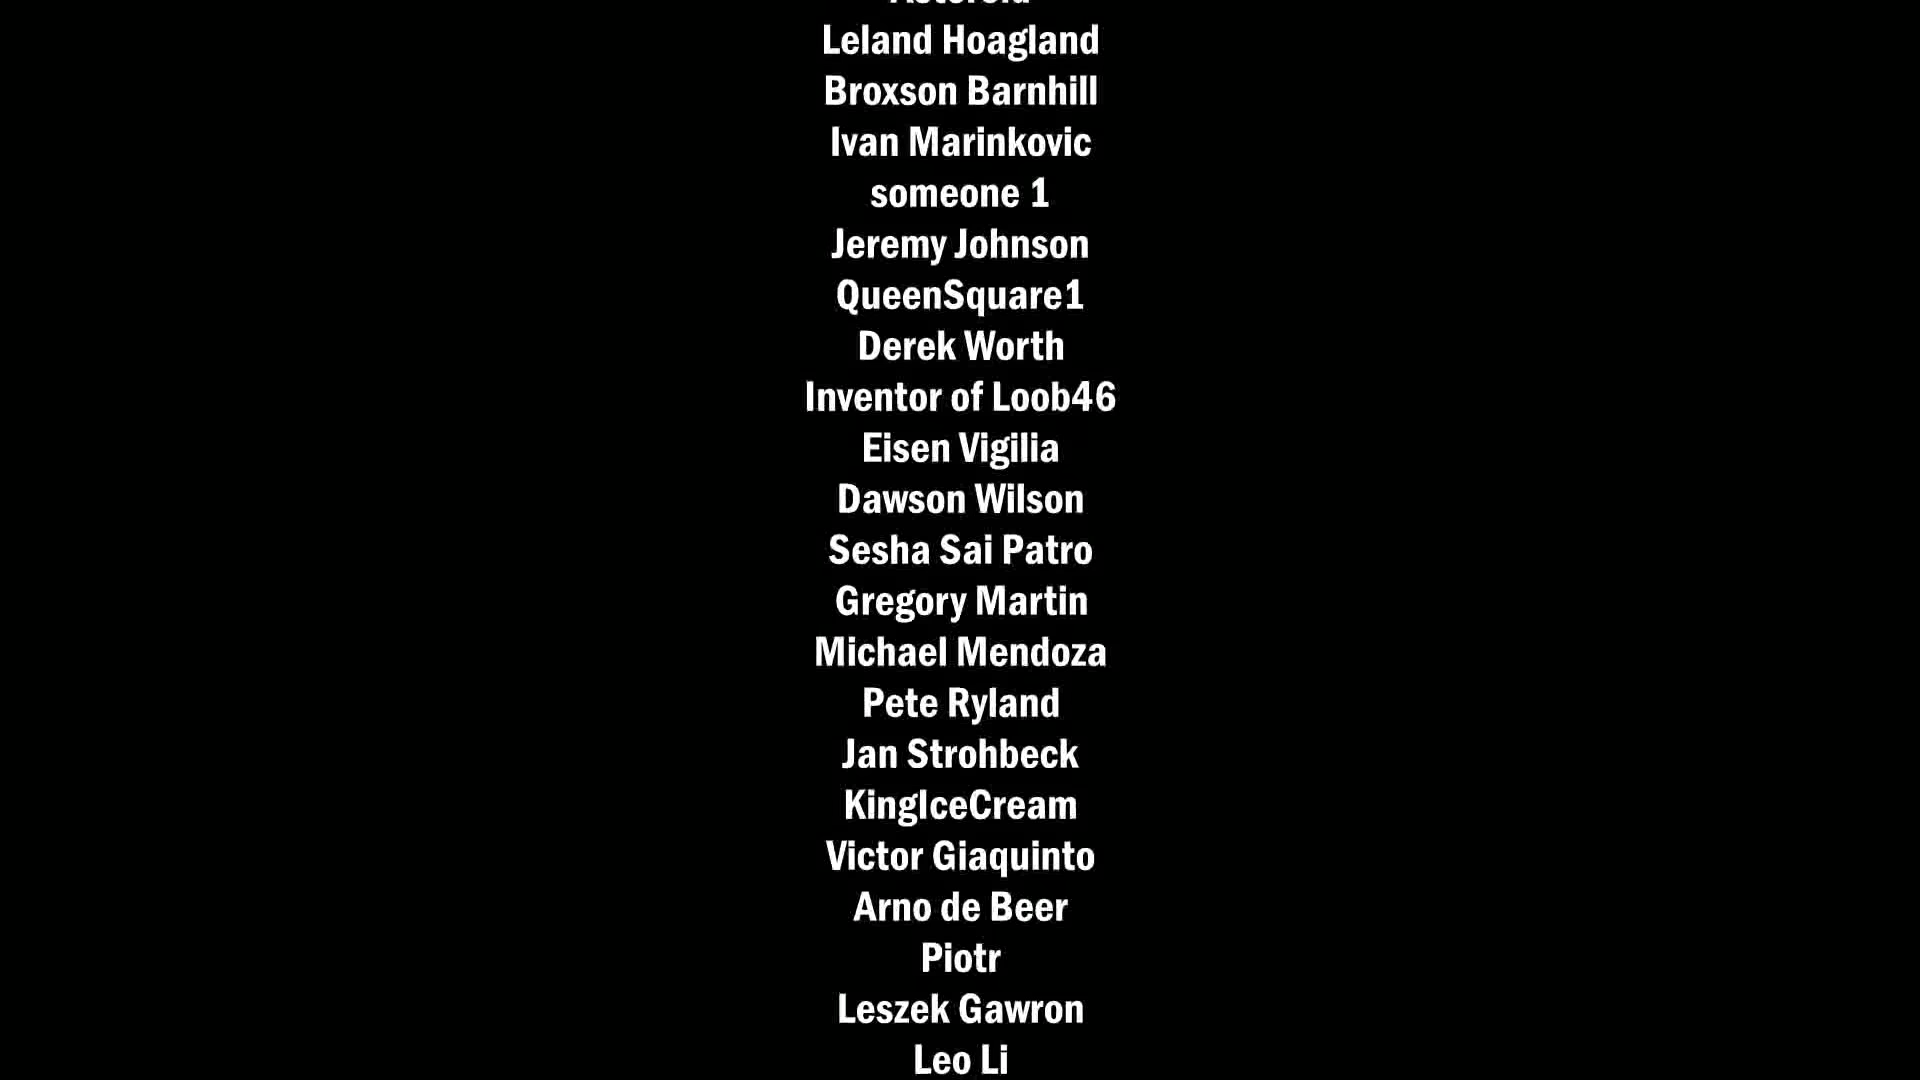 Asteroid
Leland Hoagland
Broxson Barnhill
Ivan Marinkovic
someone 1
Jeremy Johnson
QueenSquare1
Derek Worth
Inventor of Loob46
Eisen Vigilia
Dawson Wilson
Sesha Sai Patro
Gregory Martin
Michael Mendoza
Pete Ryland
Jan Strohbeck
KingIceCream
Victor Giaquinto
Arno de Beer
Piotr
Leszek Gawron
Leo Li